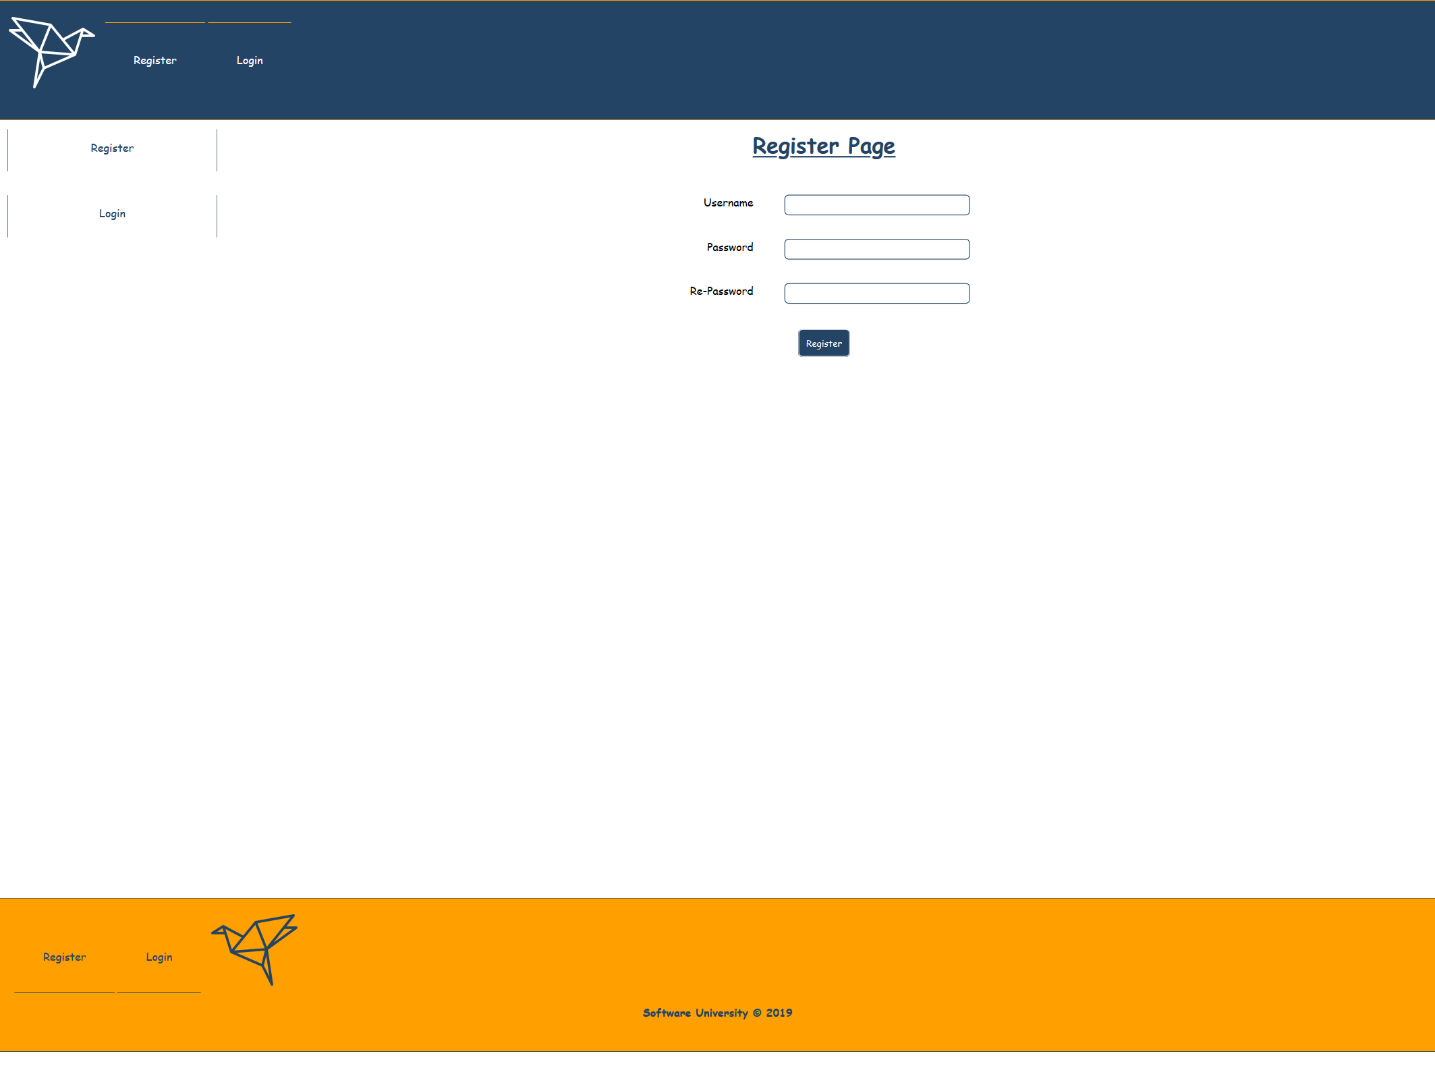 Register Login
Register
Login
Register Page
Username
Password
Re-Password
Register
Register Login
Software University © 2019